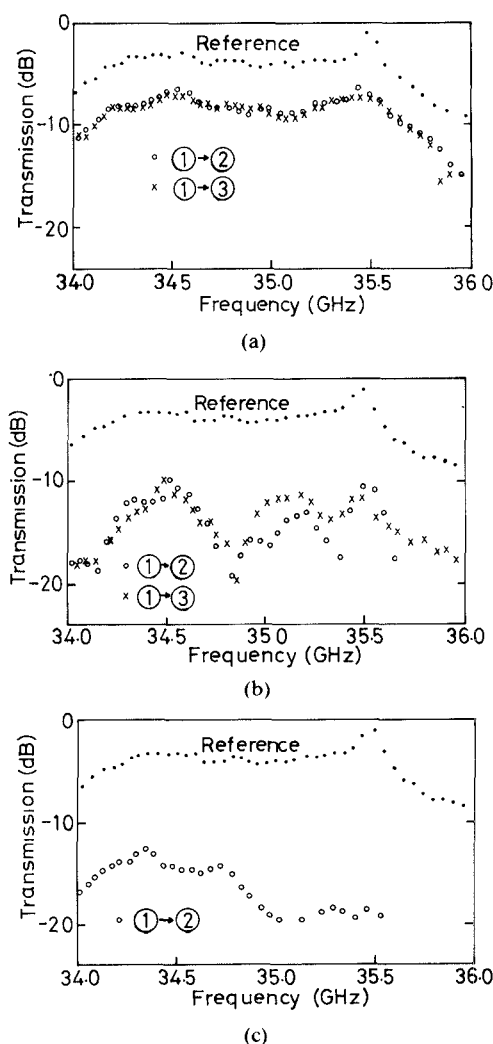 0
Reference
-10
-20
Transmission (dB)
① → ②
① → ③
34.0 34.5 35.0 35.5 36.0
Frequency (GHz)
(a)
0
Reference
-10
-20
Transmission (dB)
① → ②
① → ③
34.0 34.5 35.0 35.5 36.0
Frequency (GHz)
(b)
0
Reference
-10
-20
Transmission (dB)
① → ②
34.0 34.5 35.0 35.5 36.0
Frequency (GHz)
(c)